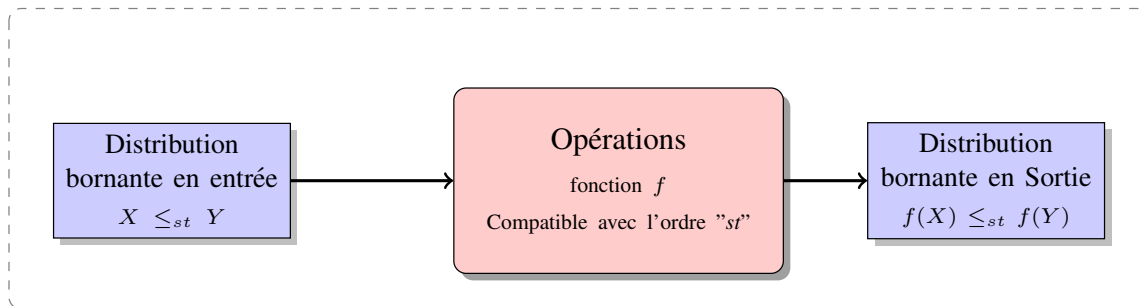 Distribution
bornante en entrée
X ≤st Y
Opérations
fonction f
Compatible avec l'ordre ”st”
Distribution
bornante en Sortie
f(X) ≤st f(Y)